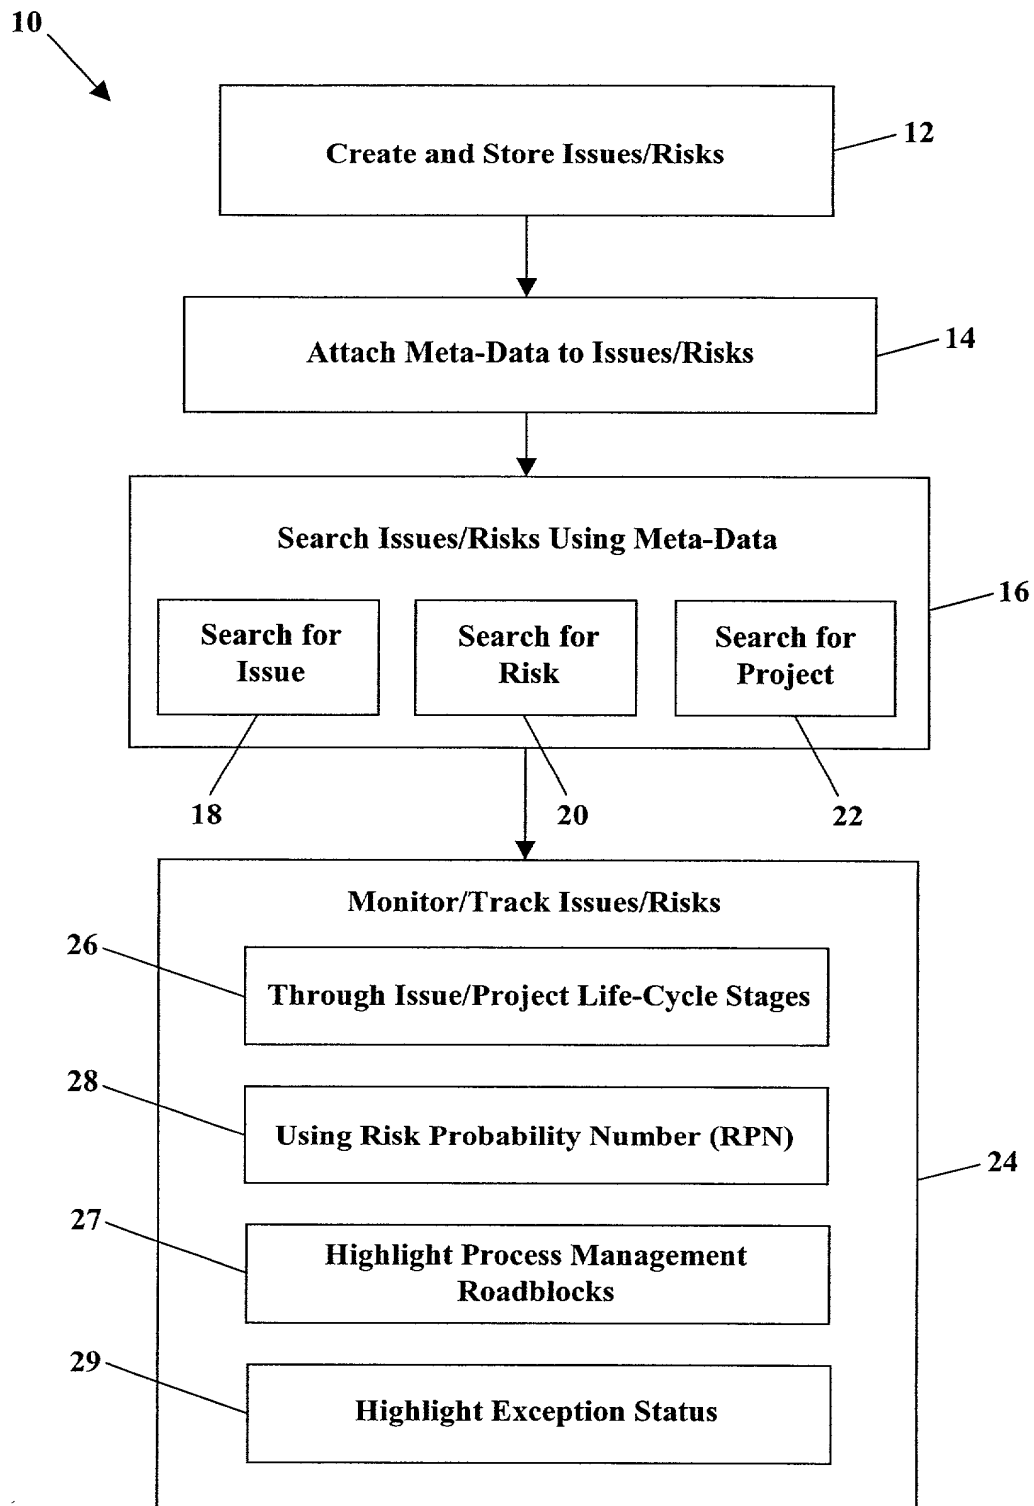 10
Create and Store Issues/Risks
12
Attach Meta-Data to Issues/Risks
14
Search Issues/Risks Using Meta-Data
16
Search for
Issue
Search for
Risk
Search for
Project
18
20
22
Monitor/Track Issues/Risks
26
Through Issue/Project Life-Cycle Stages
28
Using Risk Probability Number (RPN)
24
27
Highlight Process Management
Roadblocks
29
Highlight Exception Status